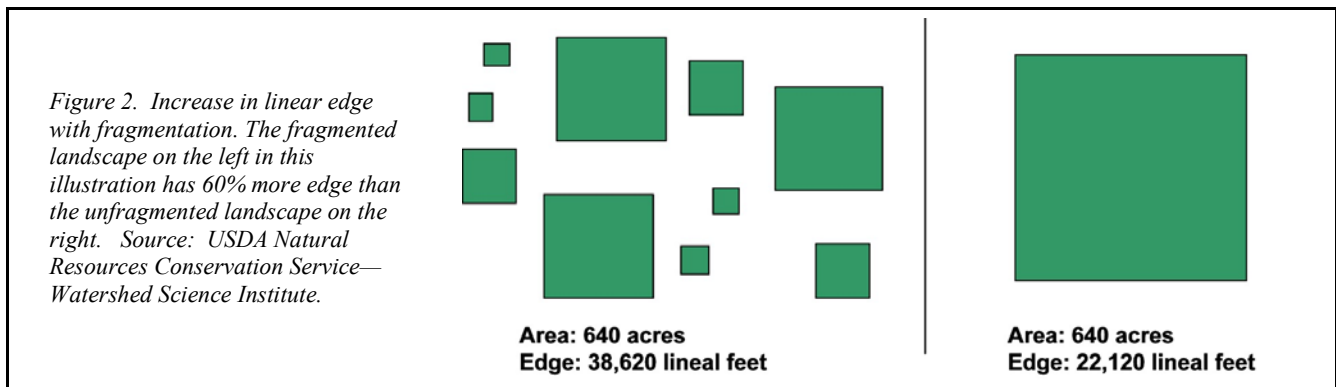 Figure 2.  Increase in linear edge
with fragmentation. The fragmented
landscape on the left in this
illustration has 60% more edge than
the unfragmented landscape on the
right.   Source:  USDA Natural
Resources Conservation Service—
Watershed Science Institute.
Area: 640 acres
Edge: 38,620 lineal feet
Area: 640 acres
Edge: 22,120 lineal feet